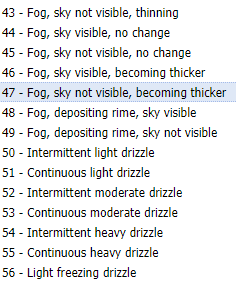 43 - Fog, sky not visible, thinning
44 - Fog, sky visible, no change
45 - Fog, sky not visible, no change
46 - Fog, sky visible, becoming thicker
47 - Fog, sky not visible, becoming thicker
48 - Fog, depositing rime, sky visible
49 - Fog, depositing rime, sky not visible
50 - Intermittent light drizzle
51 - Continuous light drizzle
52 - Intermittent moderate drizzle
53 - Continuous moderate drizzle
54 - Intermittent heavy drizzle
55 - Continuous heavy drizzle
56 - Light freezing drizzle